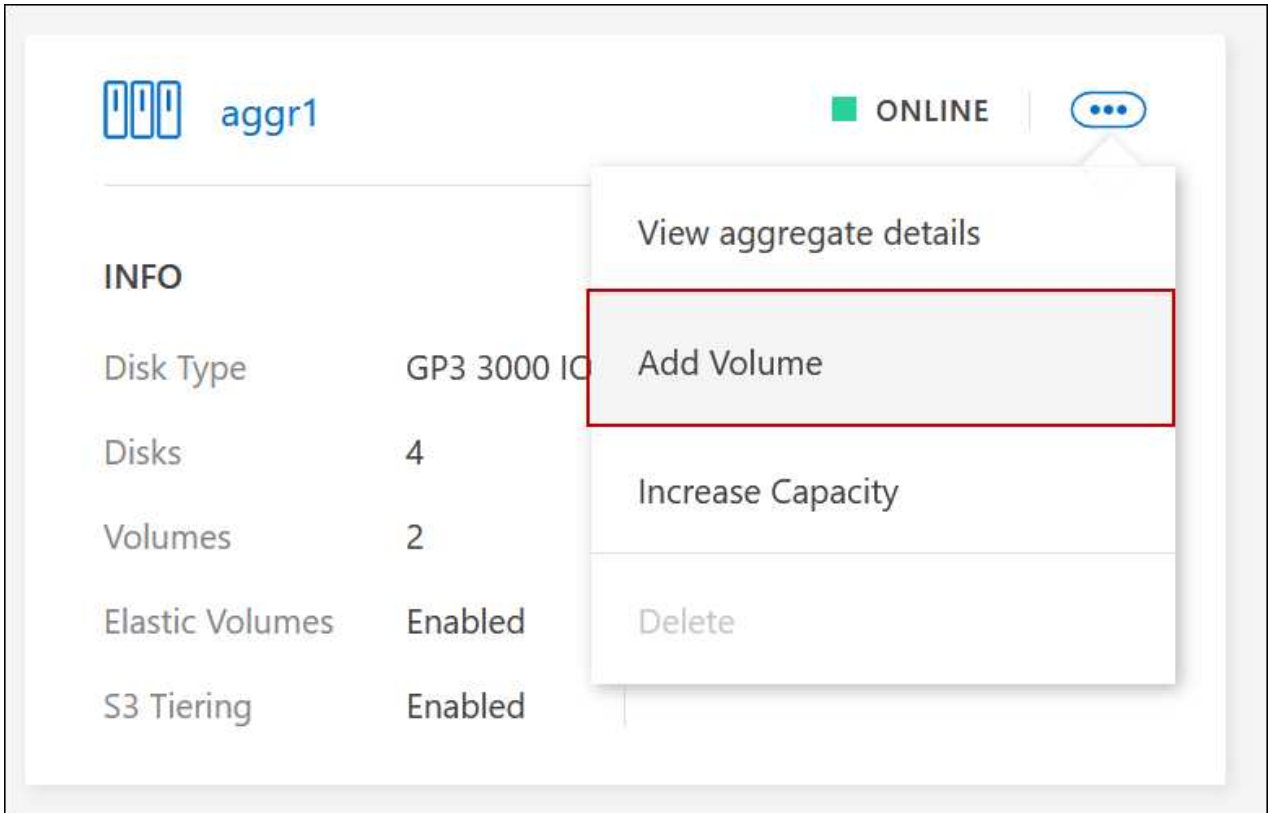 aggr1 ONLINE
View aggregate details
INFO
Disk Type GP3 3000 IO
Add Volume
Disks 4
Increase Capacity
Volumes 2
Elastic Volumes Enabled
Delete
S3 Tiering Enabled